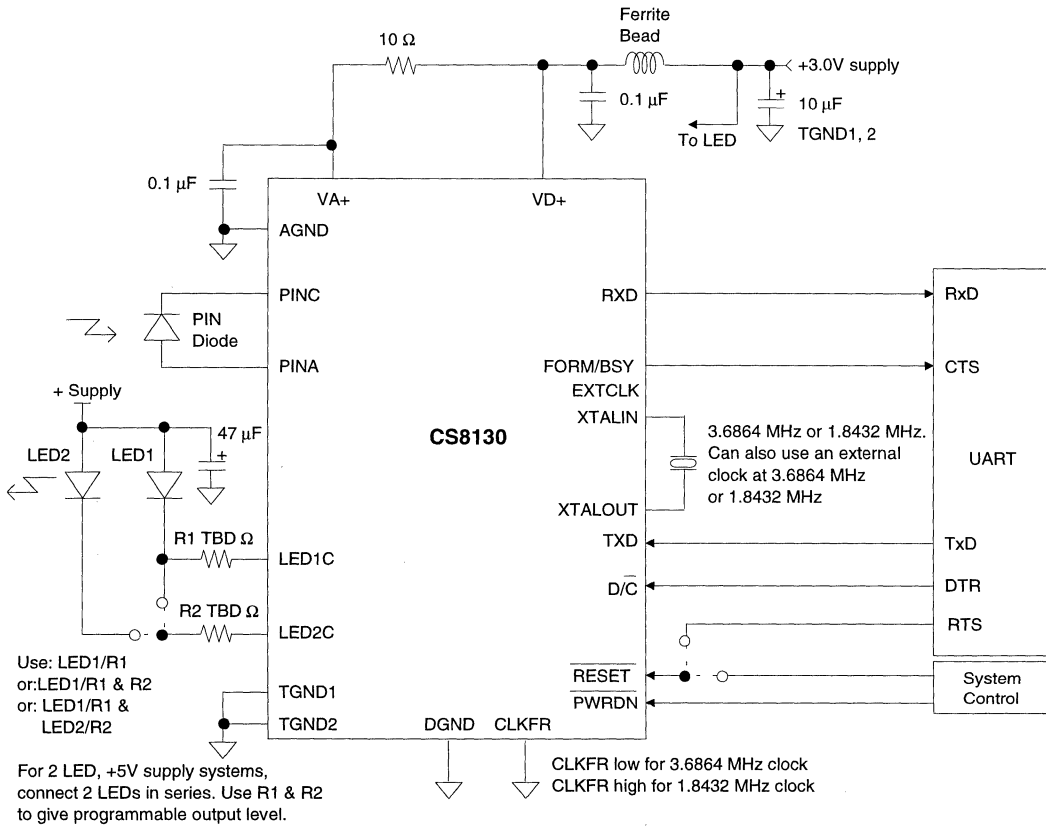 Ferrite
Bead
10 Ω
+3.0V supply
0.1 µF
+
10 µF
To LED
TGND1, 2
0.1 µF
VA+
VD+
AGND
PINC
RXD
RxD
PIN
Diode
PINA
FORM/BSY
CTS
EXTCLK
+ Supply
XTALIN
47 µF
+
CS8130
3.6864 MHz or 1.8432 MHz.
Can also use an external
clock at 3.6864 MHz
or 1.8432 MHz
UART
LED2
LED1
XTALOUT
R1 TBD Ω
TXD
TxD
LED1C
D/C̅
DTR
R2 TBD Ω
LED2C
RTS
Use: LED1/R1
or:LED1/R1 & R2
or: LED1/R1 &
LED2/R2
R̅E̅S̅E̅T̅
System
Control
TGND1
P̅W̅R̅D̅N̅
TGND2
DGND
CLKFR
CLKFR low for 3.6864 MHz clock
CLKFR high for 1.8432 MHz clock
For 2 LED, +5V supply systems,
connect 2 LEDs in series. Use R1 & R2
to give programmable output level.